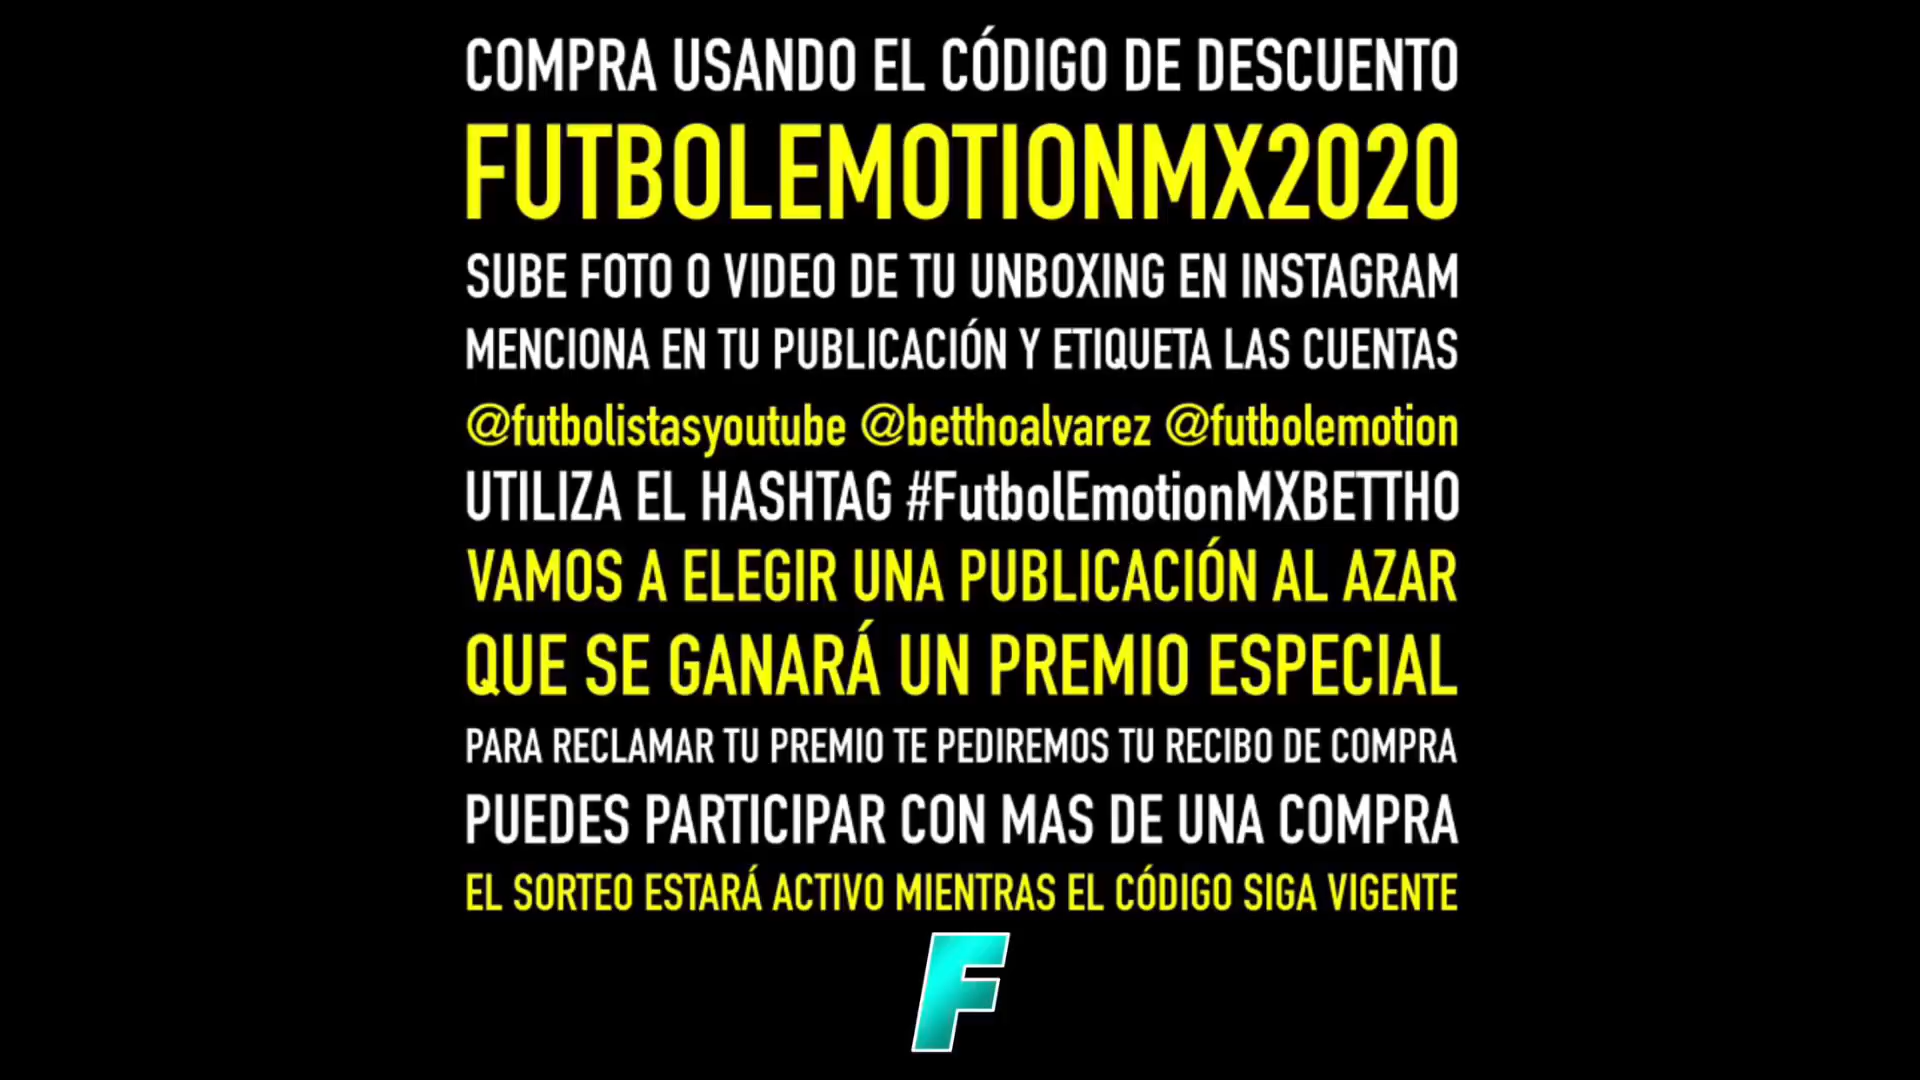 COMPRA USANDO EL CÓDIGO DE DESCUENTO
FUTBOLEMOTIONMX2020
SUBE FOTO O VIDEO DE TU UNBOXING EN INSTAGRAM
MENCIONA EN TU PUBLICACIÓN Y ETIQUETA LAS CUENTAS
@futbolistasyoutube @betthoalvarez @futbolemotion
UTILIZA EL HASHTAG #FutbolEmotionMXBETTHO
VAMOS A ELEGIR UNA PUBLICACIÓN AL AZAR
QUE SE GANARÁ UN PREMIO ESPECIAL
PARA RECLAMAR TU PREMIO TE PEDIREMOS TU RECIBO DE COMPRA
PUEDES PARTICIPAR CON MAS DE UNA COMPRA
EL SORTEO ESTARÁ ACTIVO MIENTRAS EL CÓDIGO SIGA VIGENTE
F